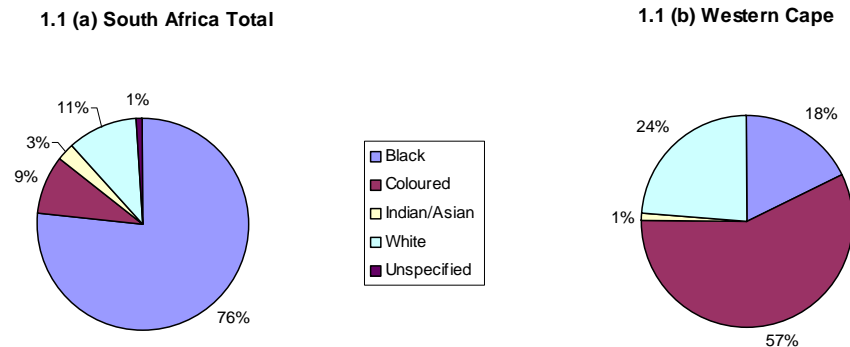 1.1 (a) South Africa Total
1%
11%
3%
9%
76%
Black
Coloured
Indian/Asian
White
Unspecified
1.1 (b) Western Cape
18%
24%
1%
57%